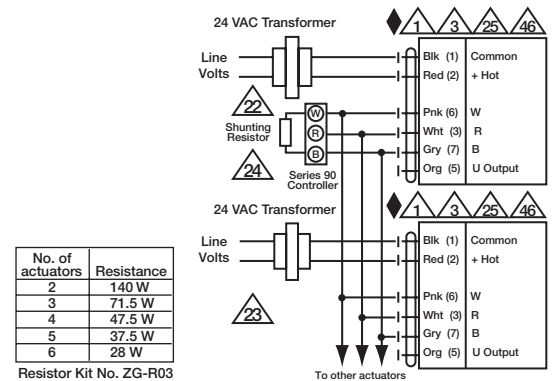 24 VAC Transformer
1 3 25 46
Line
Volts
Blk (1) Common
Red (2) + Hot
22
Shunting
Resistor
24
W
R
B
Series 90
Controller
Pnk (6) W
Wht (3) R
Gry (7) B
Org (5) U Output
24 VAC Transformer
1 3 25 46
Line
Volts
Blk (1) Common
Red (2) + Hot
23
Pnk (6) W
Wht (3) R
Gry (7) B
Org (5) U Output
To other actuators
No. of
actuators Resistance
2 140 W
3 71.5 W
4 47.5 W
5 37.5 W
6 28 W
Resistor Kit No. ZG-R03